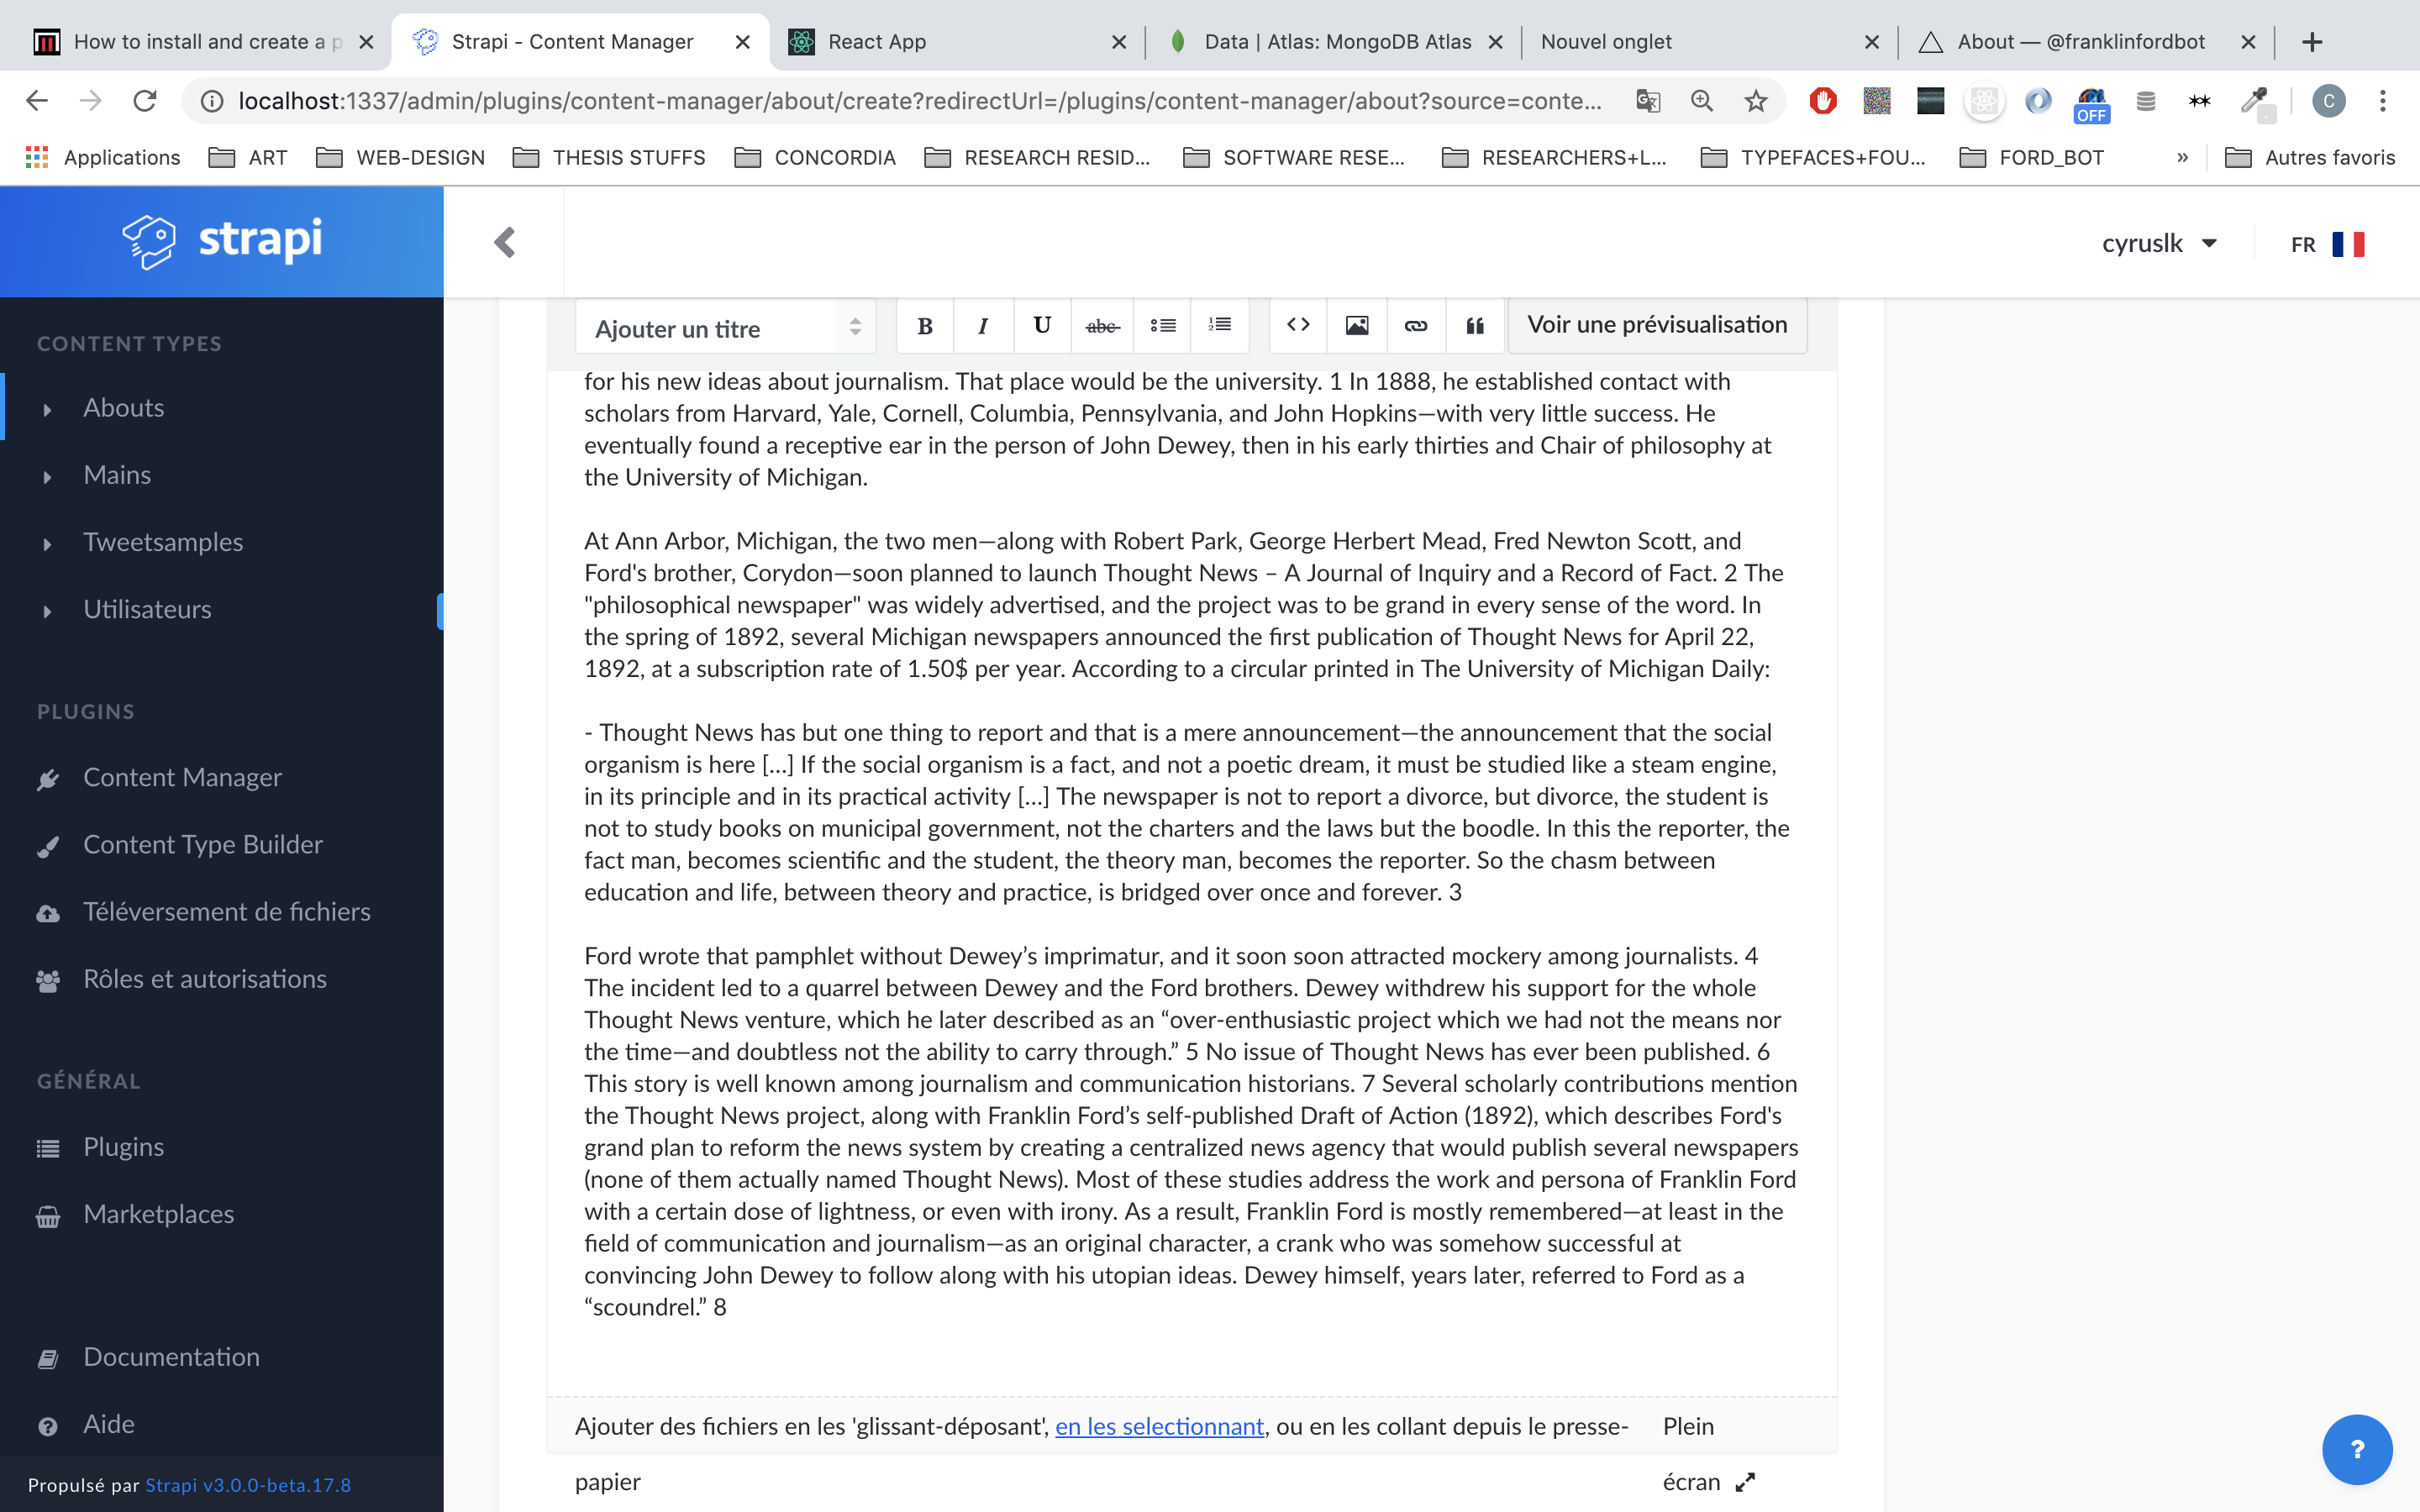 How to install and create a p
Strapi - Content Manager
React App
Data | Atlas: MongoDB Atlas
Nouvel onglet
About — @franklinfordbot
localhost:1337/admin/plugins/content-manager/about/create?redirectUrl=/plugins/content-manager/about?source=conte...
OFF
C
Applications
ART
WEB-DESIGN
THESIS STUFFS
CONCORDIA
RESEARCH RESID...
SOFTWARE RESE...
RESEARCHERS+L...
TYPEFACES+FOU...
FORD_BOT
»
Autres favoris
strapi
cyruslk
FR
CONTENT TYPES
Abouts
Mains
Tweetsamples
Utilisateurs
PLUGINS
Content Manager
Content Type Builder
Téléversement de fichiers
Rôles et autorisations
GÉNÉRAL
Plugins
Marketplaces
Documentation
Aide
Propulsé par Strapi v3.0.0-beta.17.8
Ajouter un titre
B I U abc
Voir une prévisualisation
for his new ideas about journalism. That place would be the university. 1 In 1888, he established contact with
scholars from Harvard, Yale, Cornell, Columbia, Pennsylvania, and John Hopkins—with very little success. He
eventually found a receptive ear in the person of John Dewey, then in his early thirties and Chair of philosophy at
the University of Michigan.
At Ann Arbor, Michigan, the two men—along with Robert Park, George Herbert Mead, Fred Newton Scott, and
Ford's brother, Corydon—soon planned to launch Thought News – A Journal of Inquiry and a Record of Fact. 2 The
"philosophical newspaper" was widely advertised, and the project was to be grand in every sense of the word. In
the spring of 1892, several Michigan newspapers announced the first publication of Thought News for April 22,
1892, at a subscription rate of 1.50$ per year. According to a circular printed in The University of Michigan Daily:
- Thought News has but one thing to report and that is a mere announcement—the announcement that the social
organism is here [...] If the social organism is a fact, and not a poetic dream, it must be studied like a steam engine,
in its principle and in its practical activity [...] The newspaper is not to report a divorce, but divorce, the student is
not to study books on municipal government, not the charters and the laws but the boodle. In this the reporter, the
fact man, becomes scientific and the student, the theory man, becomes the reporter. So the chasm between
education and life, between theory and practice, is bridged over once and forever. 3
Ford wrote that pamphlet without Dewey’s imprimatur, and it soon soon attracted mockery among journalists. 4
The incident led to a quarrel between Dewey and the Ford brothers. Dewey withdrew his support for the whole
Thought News venture, which he later described as an “over-enthusiastic project which we had not the means nor
the time—and doubtless not the ability to carry through.” 5 No issue of Thought News has ever been published. 6
This story is well known among journalism and communication historians. 7 Several scholarly contributions mention
the Thought News project, along with Franklin Ford’s self-published Draft of Action (1892), which describes Ford's
grand plan to reform the news system by creating a centralized news agency that would publish several newspapers
(none of them actually named Thought News). Most of these studies address the work and persona of Franklin Ford
with a certain dose of lightness, or even with irony. As a result, Franklin Ford is mostly remembered—at least in the
field of communication and journalism—as an original character, a crank who was somehow successful at
convincing John Dewey to follow along with his utopian ideas. Dewey himself, years later, referred to Ford as a
“scoundrel.” 8
Ajouter des fichiers en les 'glissant-déposant', en les selectionnant, ou en les collant depuis le presse-
papier
Plein
écran
?